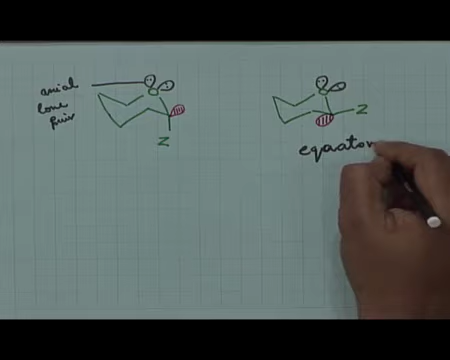 axial
lone
pair
O
Z
O
Z
equator